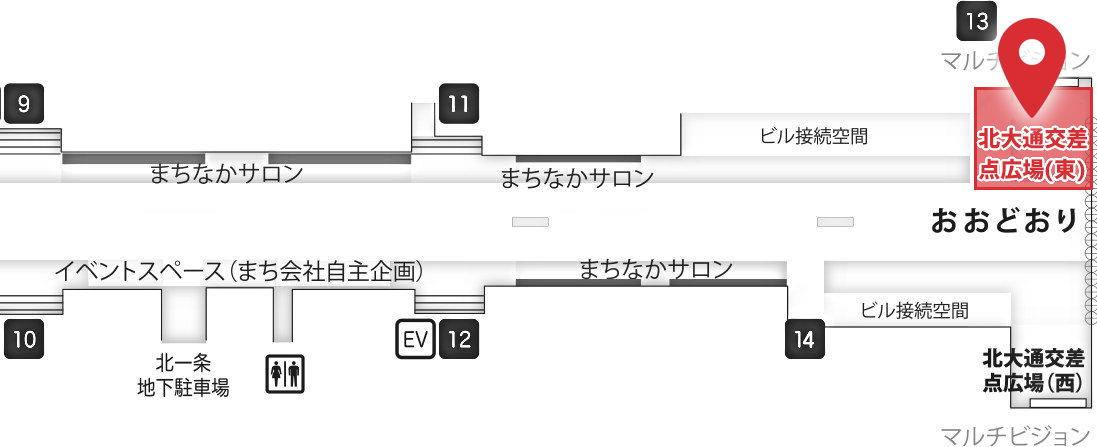 13
マルチビジョン
9
11
ビル接続空間
北大通交差
点広場(東)
まちなかサロン
まちなかサロン
おおどおり
イベントスペース(まち会社自主企画)
まちなかサロン
ビル接続空間
10
EV
12
14
北一条
地下駐車場
北大通交差
点広場(西)
マルチビジョン